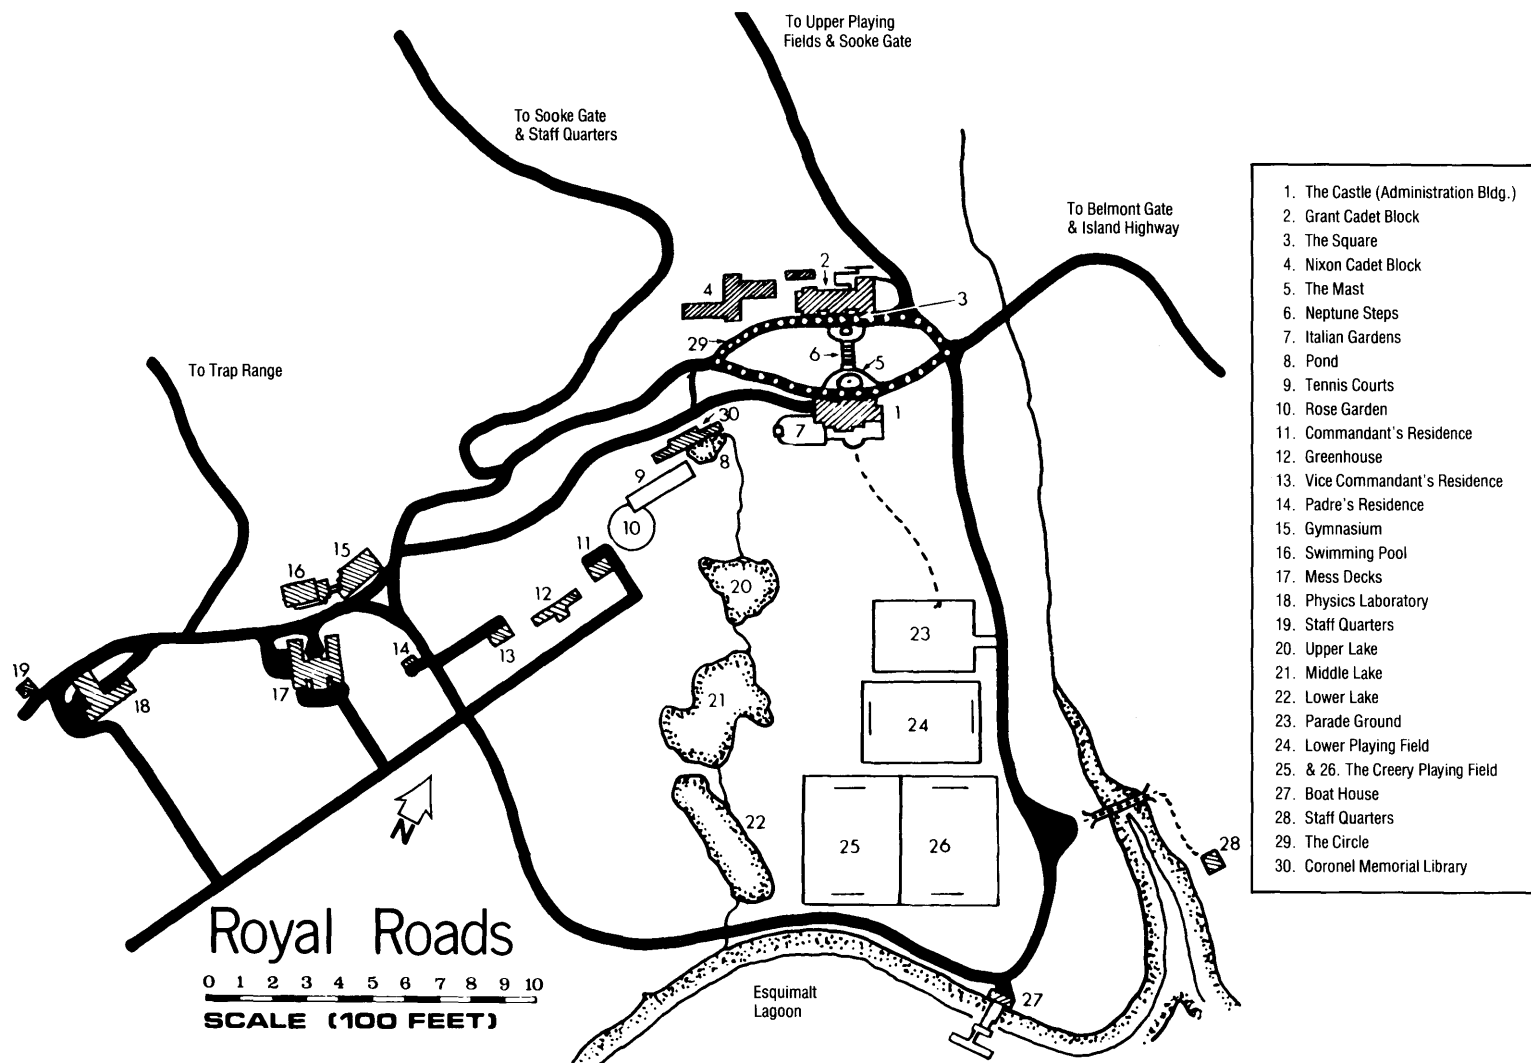 To Upper Playing
Fields & Sooke Gate
To Sooke Gate
& Staff Quarters
To Belmont Gate
& Island Highway
To Trap Range
2
4
3
29
6
5
30
1
7
8
9
10
11
15
16
12
20
23
14
13
19
17
18
21
24
22
25
26
28
27
N
Esquimalt
Lagoon
Royal Roads
0 1 2 3 4 5 6 7 8 9 10
SCALE (100 FEET)
1. The Castle (Administration Bldg.)
2. Grant Cadet Block
3. The Square
4. Nixon Cadet Block
5. The Mast
6. Neptune Steps
7. Italian Gardens
8. Pond
9. Tennis Courts
10. Rose Garden
11. Commandant's Residence
12. Greenhouse
13. Vice Commandant's Residence
14. Padre's Residence
15. Gymnasium
16. Swimming Pool
17. Mess Decks
18. Physics Laboratory
19. Staff Quarters
20. Upper Lake
21. Middle Lake
22. Lower Lake
23. Parade Ground
24. Lower Playing Field
25. & 26. The Creery Playing Field
27. Boat House
28. Staff Quarters
29. The Circle
30. Coronel Memorial Library